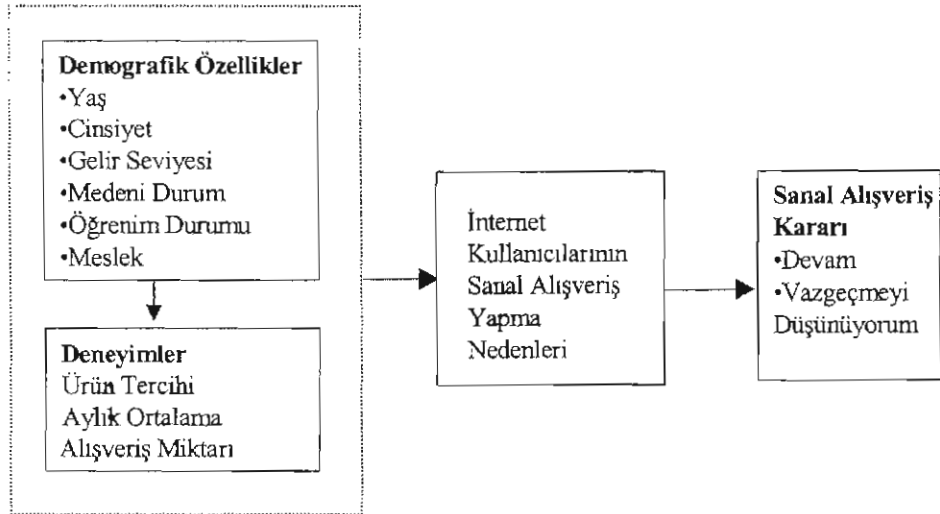 Demografik Özellikler
•Yaş
•Cinsiyet
•Gelir Seviyesi
•Medeni Durum
•Öğrenim Durumu
•Meslek
Deneyimler
Ürün Tercihi
Aylık Ortalama
Alışveriş Miktarı
İnternet
Kullanıcılarının
Sanal Alışveriş
Yapma
Nedenleri
Sanal Alışveriş
Kararı
•Devam
•Vazgeçmeyi
Düşünüyorum